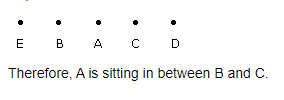 E B A C D
Therefore, A is sitting in between B and C.